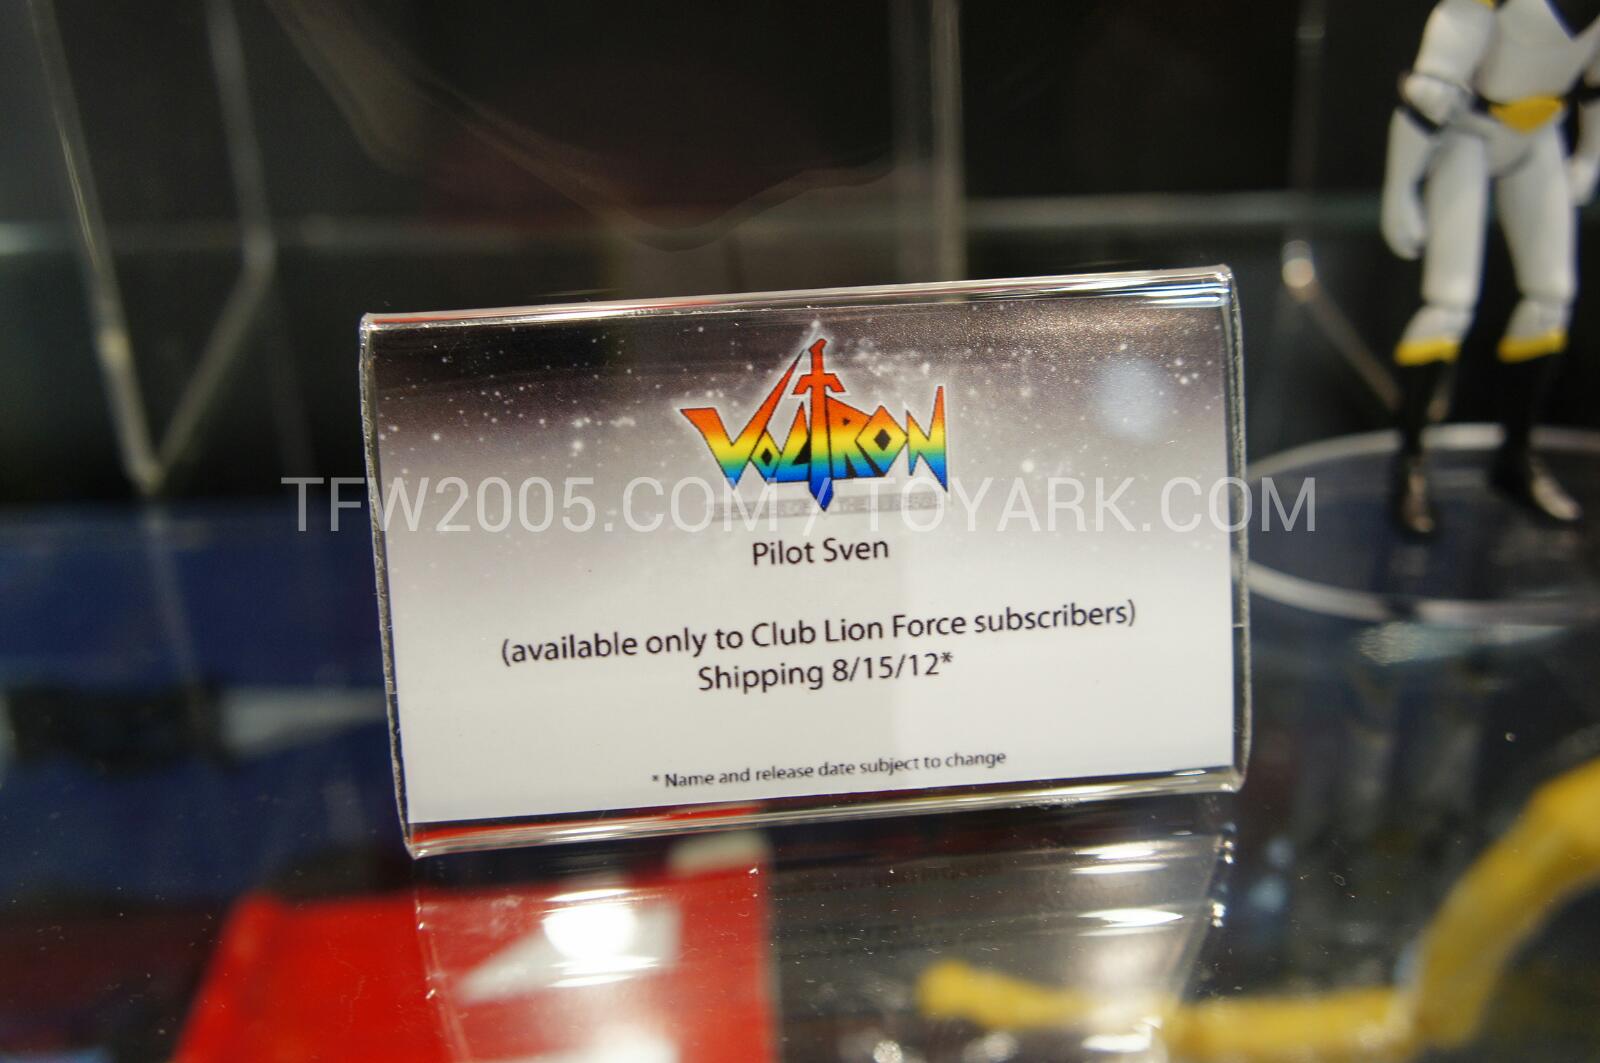 VOLTRON
TFW2005.COM / TOYARK.COM
Pilot Sven
(available only to Club Lion Force subscribers)
Shipping 8/15/12*
* Name and release date subject to change